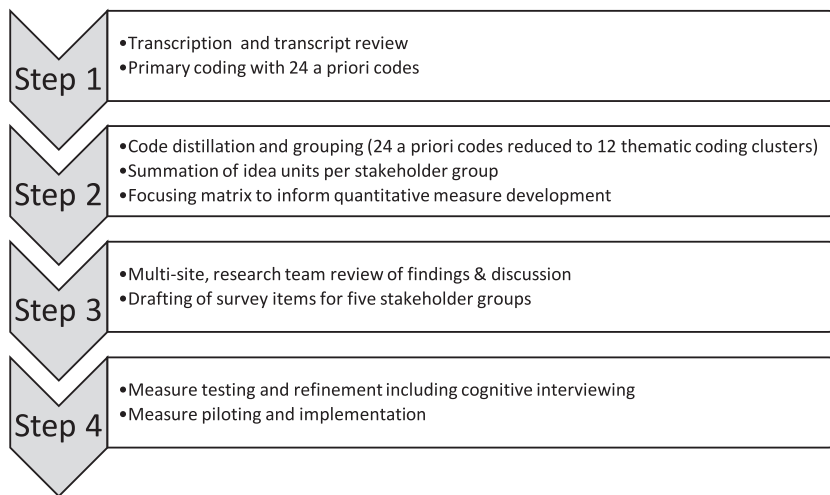 Step 1
•Transcription and transcript review
•Primary coding with 24 a priori codes
Step 2
•Code distillation and grouping (24 a priori codes reduced to 12 thematic coding clusters)
•Summation of idea units per stakeholder group
•Focusing matrix to inform quantitative measure development
Step 3
•Multi-site, research team review of findings & discussion
•Drafting of survey items for five stakeholder groups
Step 4
•Measure testing and refinement including cognitive interviewing
•Measure piloting and implementation